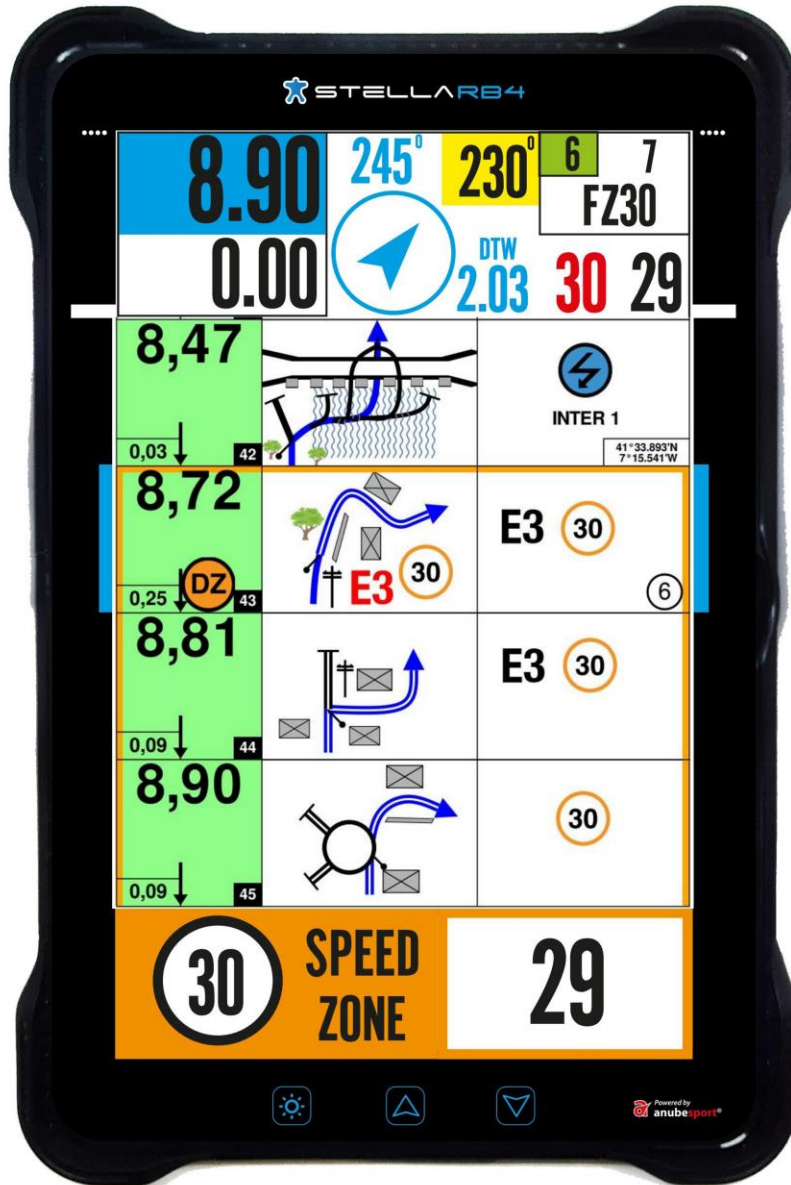 STELLARB4
8.90
245°
230°
6
7
FZ30
0.00
DTW
2.03
30
29
8,47
0,03
42
INTER 1
41°33.893'N
7°15.541'W
8,72
DZ
0,25
43
E3
30
E3
30
6
8,81
0,09
44
E3
30
8,90
0,09
45
30
30
SPEED
ZONE
29
Powered by
anubesport®